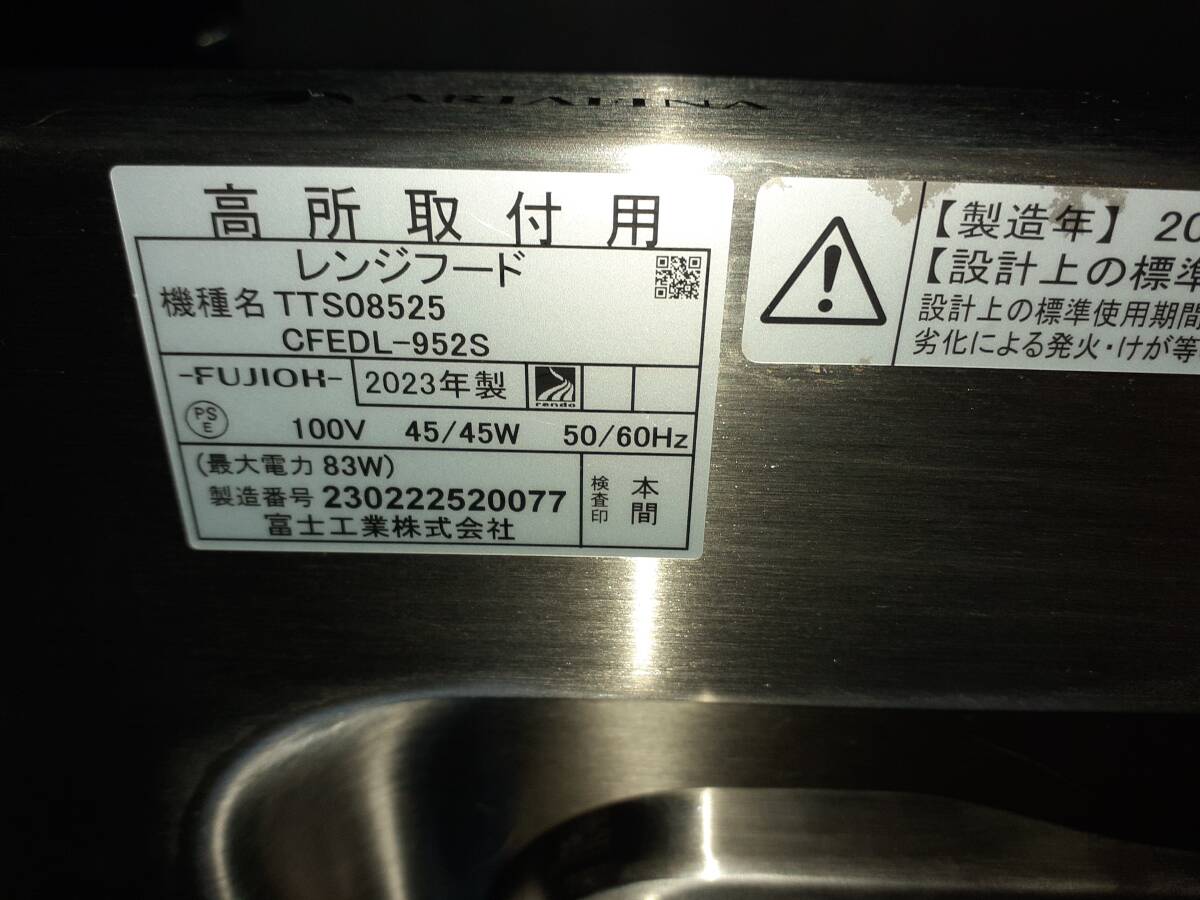 ARIAFINA
高所取付用
レンジフード
機種名 TTS08525
CFEDL-952S
-FUJIOH- 2023年製 rendo
PS
E
100V 45/45W 50/60Hz
(最大電力 83W)
製造番号 230222520077
富士工業株式会社
検査印 本間
【製造年】20
【設計上の標準
設計上の標準使用期間
劣化による発火・けが等